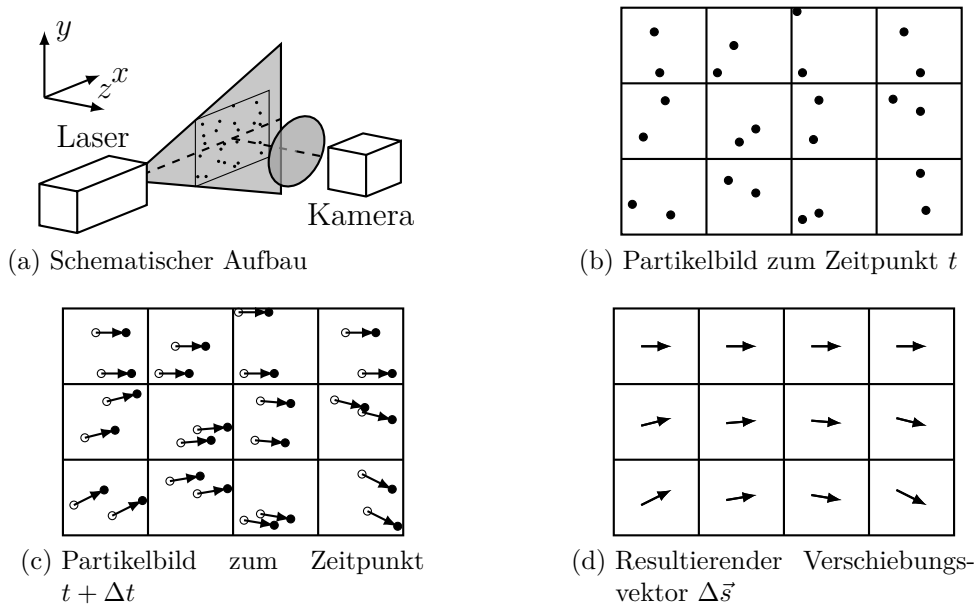 y
x
z
Laser
Kamera
(a) Schematischer Aufbau
(b) Partikelbild zum Zeitpunkt t
(c) Partikelbild zum Zeitpunkt
t + Δt
(d) Resultierender Verschiebungs-
vektor Δs⃗